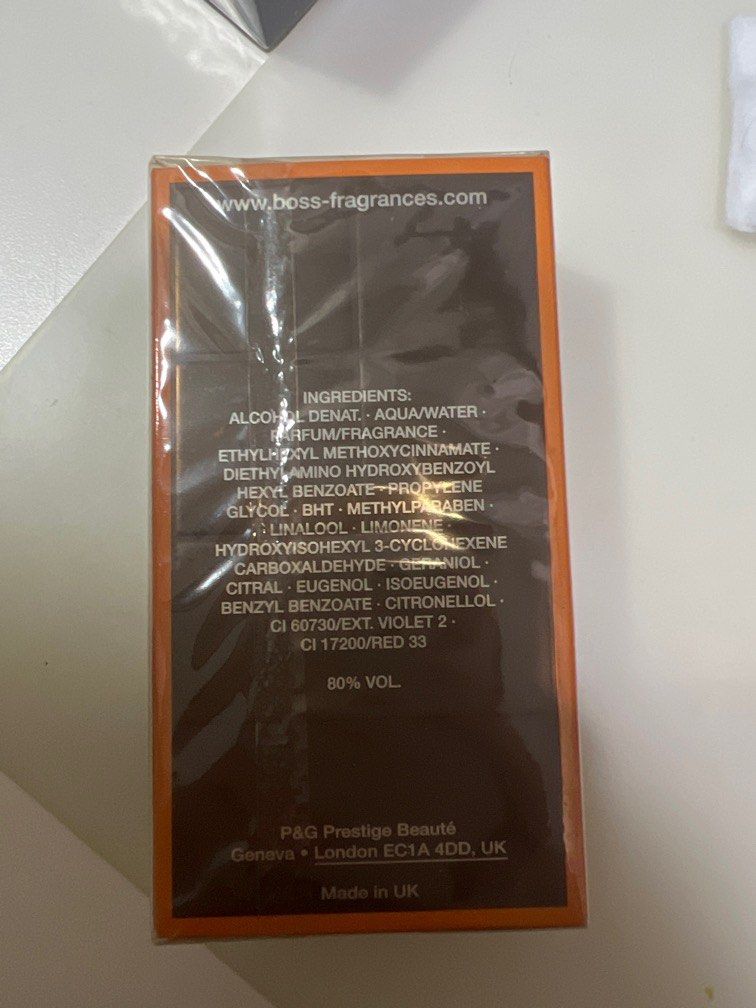 www.boss-fragrances.com
INGREDIENTS:
ALCOHOL DENAT. · AQUA/WATER ·
PARFUM/FRAGRANCE ·
ETHYLHEXYL METHOXYCINNAMATE ·
DIETHYLAMINO HYDROXYBENZOYL
HEXYL BENZOATE · PROPYLENE
GLYCOL · BHT · METHYLPARABEN ·
LINALOOL · LIMONENE ·
HYDROXYISOHEXYL 3-CYCLOHEXENE
CARBOXALDEHYDE · GERANIOL ·
CITRAL · EUGENOL · ISOEUGENOL ·
BENZYL BENZOATE · CITRONELLOL ·
CI 60730/EXT. VIOLET 2 ·
CI 17200/RED 33
80% VOL.
P&G Prestige Beauté
Geneva • London EC1A 4DD, UK
Made in UK